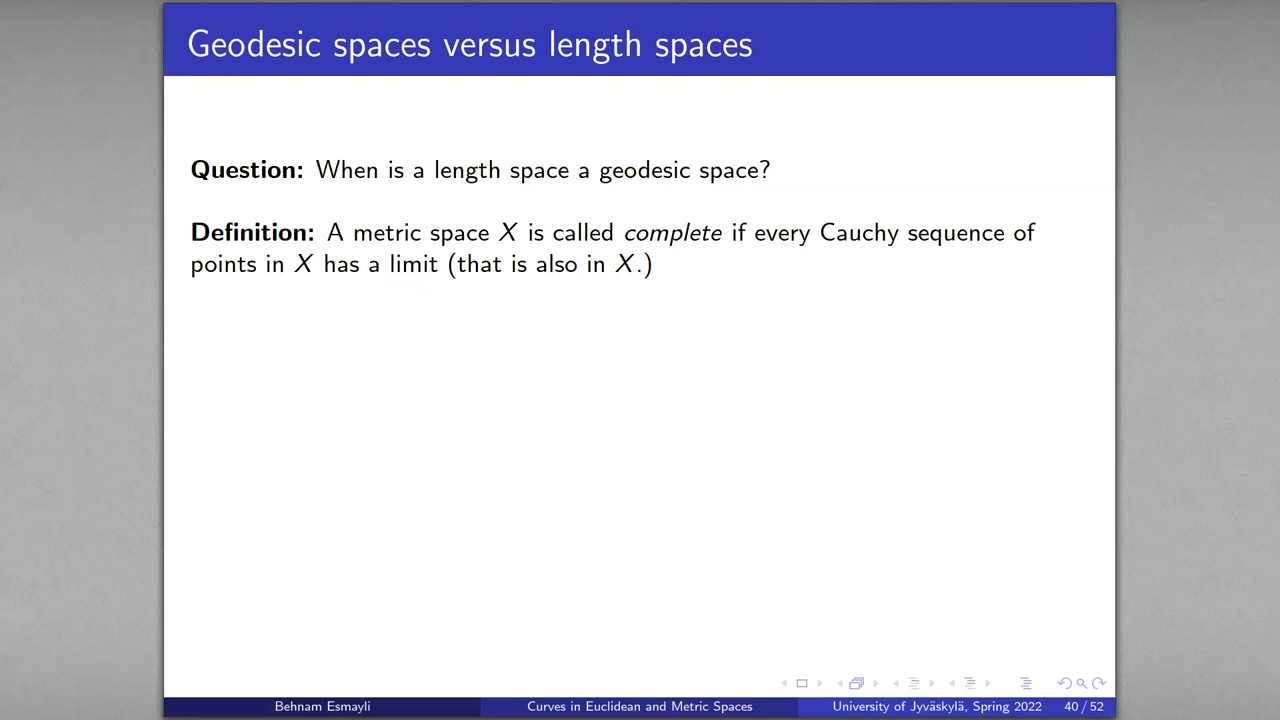 Geodesic spaces versus length spaces
Question: When is a length space a geodesic space?
Definition: A metric space X is called complete if every Cauchy sequence of
points in X has a limit (that is also in X.)
Behnam Esmayli
Curves in Euclidean and Metric Spaces
University of Jyväskylä, Spring 2022
40 / 52